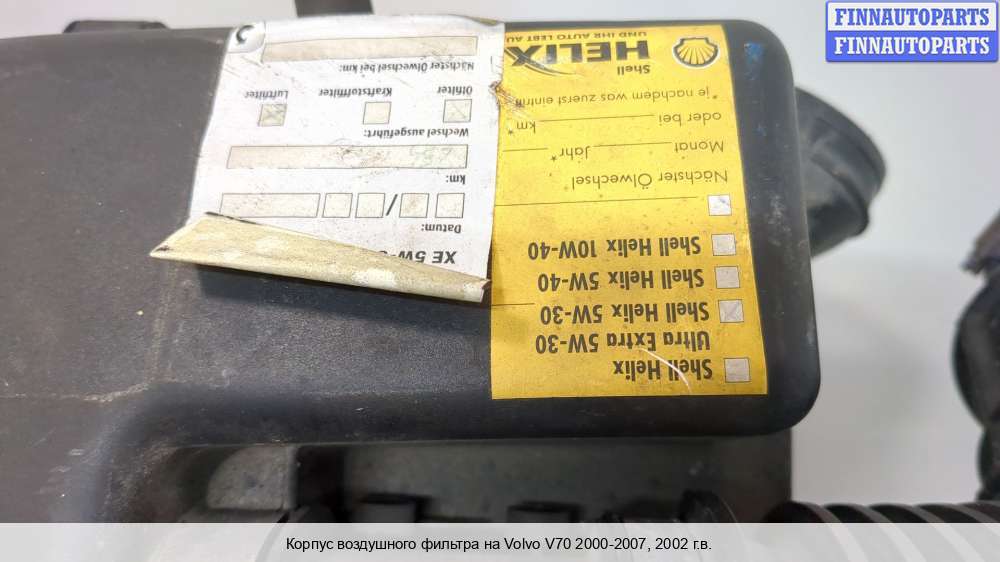 FINNAUTOPARTS
FINNAUTOPARTS
Shell Helix
Ultra Extra 5W-30
Shell Helix 5W-30
Shell Helix 5W-40
Shell Helix 10W-40
Nächster Ölwechsel
Monat Jahr*
oder bei km*
*je nachdem was zuerst eintritt
Shell
HELIX
UND IHR AUTO LEBT AU
XE 5W-
Datum:
/
km:
Wechsel ausgeführt:
Ölfilter Kraftstoffilter Luftfilter
Nächster Ölwechsel bei km:
Корпус воздушного фильтра на Volvo V70 2000-2007, 2002 г.в.